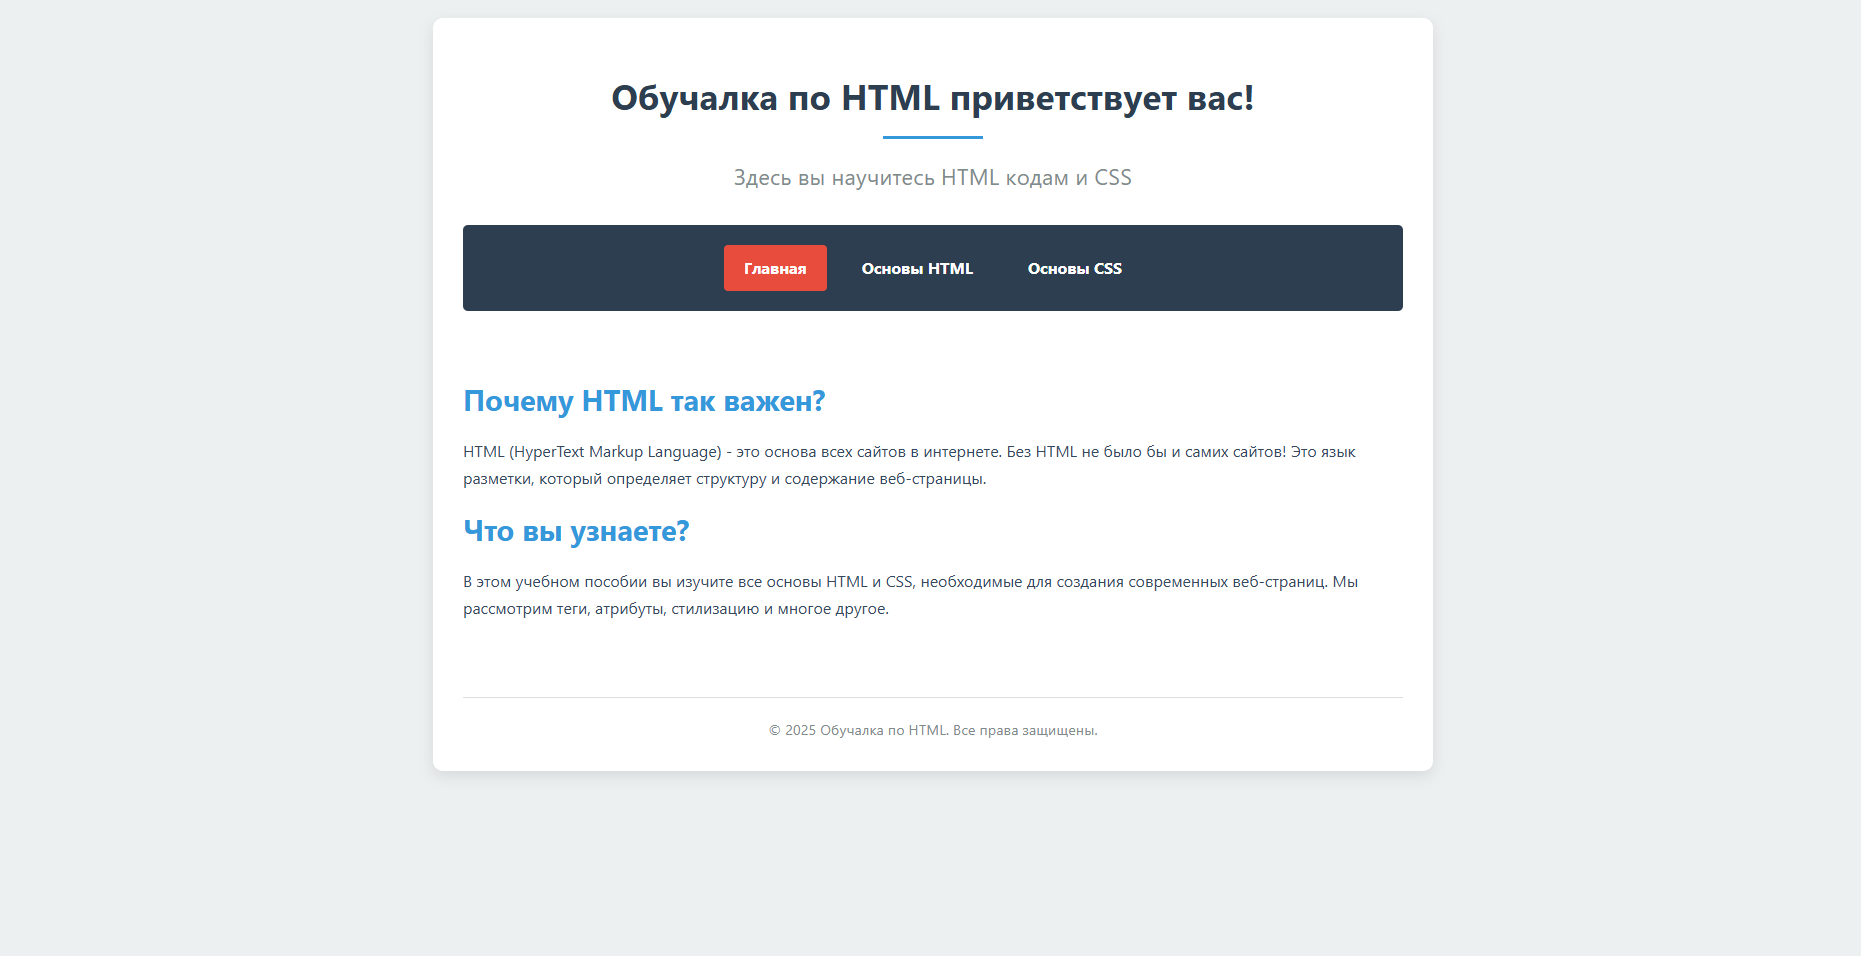 Обучалка по HTML приветствует вас!
Здесь вы научитесь HTML кодам и CSS
Главная
Основы HTML
Основы CSS
Почему HTML так важен?
HTML (HyperText Markup Language) - это основа всех сайтов в интернете. Без HTML не было бы и самих сайтов! Это язык
разметки, который определяет структуру и содержание веб-страницы.
Что вы узнаете?
В этом учебном пособии вы изучите все основы HTML и CSS, необходимые для создания современных веб-страниц. Мы
рассмотрим теги, атрибуты, стилизацию и многое другое.
© 2025 Обучалка по HTML. Все права защищены.